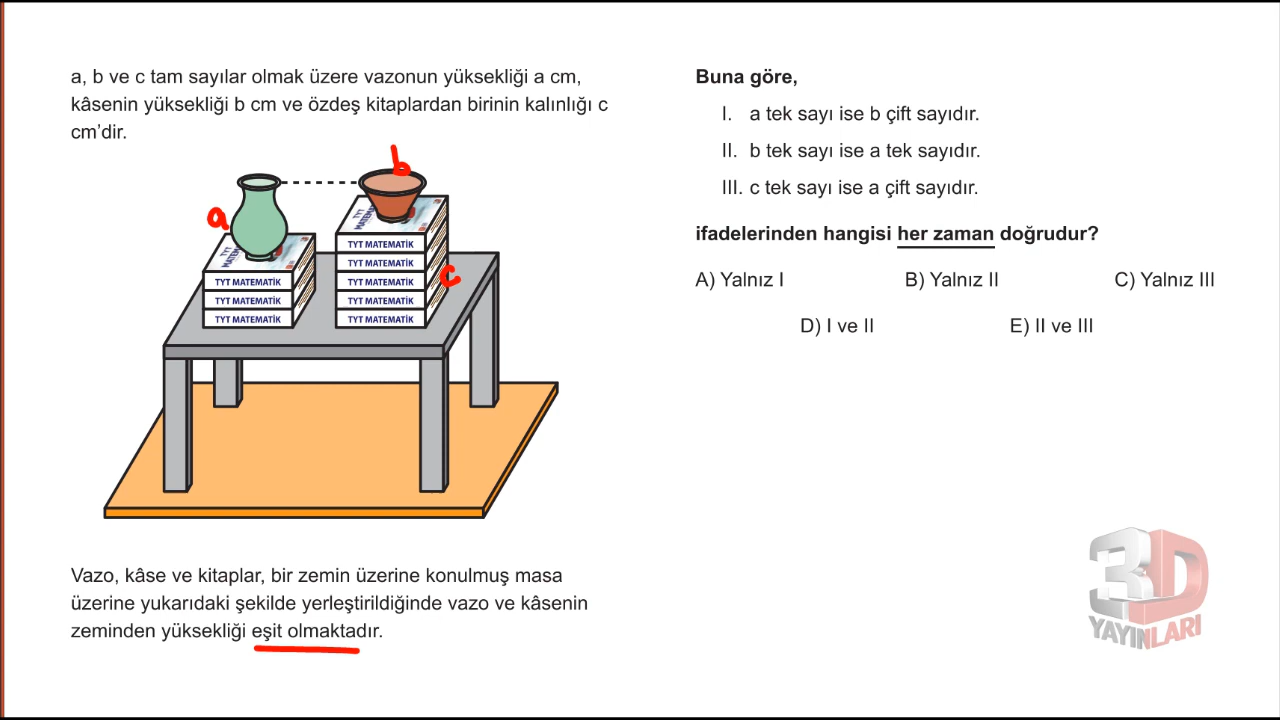 a, b ve c tam sayılar olmak üzere vazonun yüksekliği a cm,
kâsenin yüksekliği b cm ve özdeş kitaplardan birinin kalınlığı c
cm'dir.
b
a
c
TYT
MATEMATİK
TYT MATEMATİK
TYT MATEMATİK
TYT MATEMATİK
TYT
TYT MATEMATİK
TYT MATEMATİK
TYT MATEMATİK
TYT MATEMATİK
TYT MATEMATİK
Vazo, kâse ve kitaplar, bir zemin üzerine konulmuş masa
üzerine yukarıdaki şekilde yerleştirildiğinde vazo ve kâsenin
zeminden yüksekliği eşit olmaktadır.
Buna göre,
I. a tek sayı ise b çift sayıdır.
II. b tek sayı ise a tek sayıdır.
III. c tek sayı ise a çift sayıdır.
ifadelerinden hangisi her zaman doğrudur?
A) Yalnız I B) Yalnız II C) Yalnız III
D) I ve II E) II ve III
3D
YAYINLARI